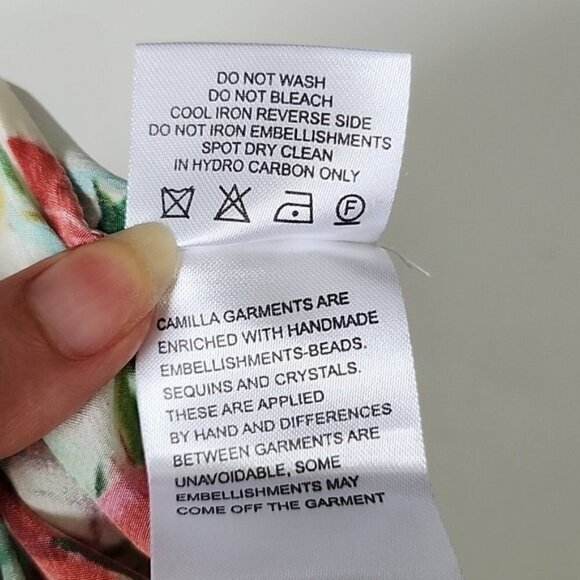 DO NOT WASH
DO NOT BLEACH
COOL IRON REVERSE SIDE
DO NOT IRON EMBELLISHMENTS
SPOT DRY CLEAN
IN HYDRO CARBON ONLY
F
CAMILLA GARMENTS ARE
ENRICHED WITH HANDMADE
EMBELLISHMENTS-BEADS.
SEQUINS AND CRYSTALS.
THESE ARE APPLIED
BY HAND AND DIFFERENCES
BETWEEN GARMENTS ARE
UNAVOIDABLE, SOME
EMBELLISHMENTS MAY
COME OFF THE GARMENT